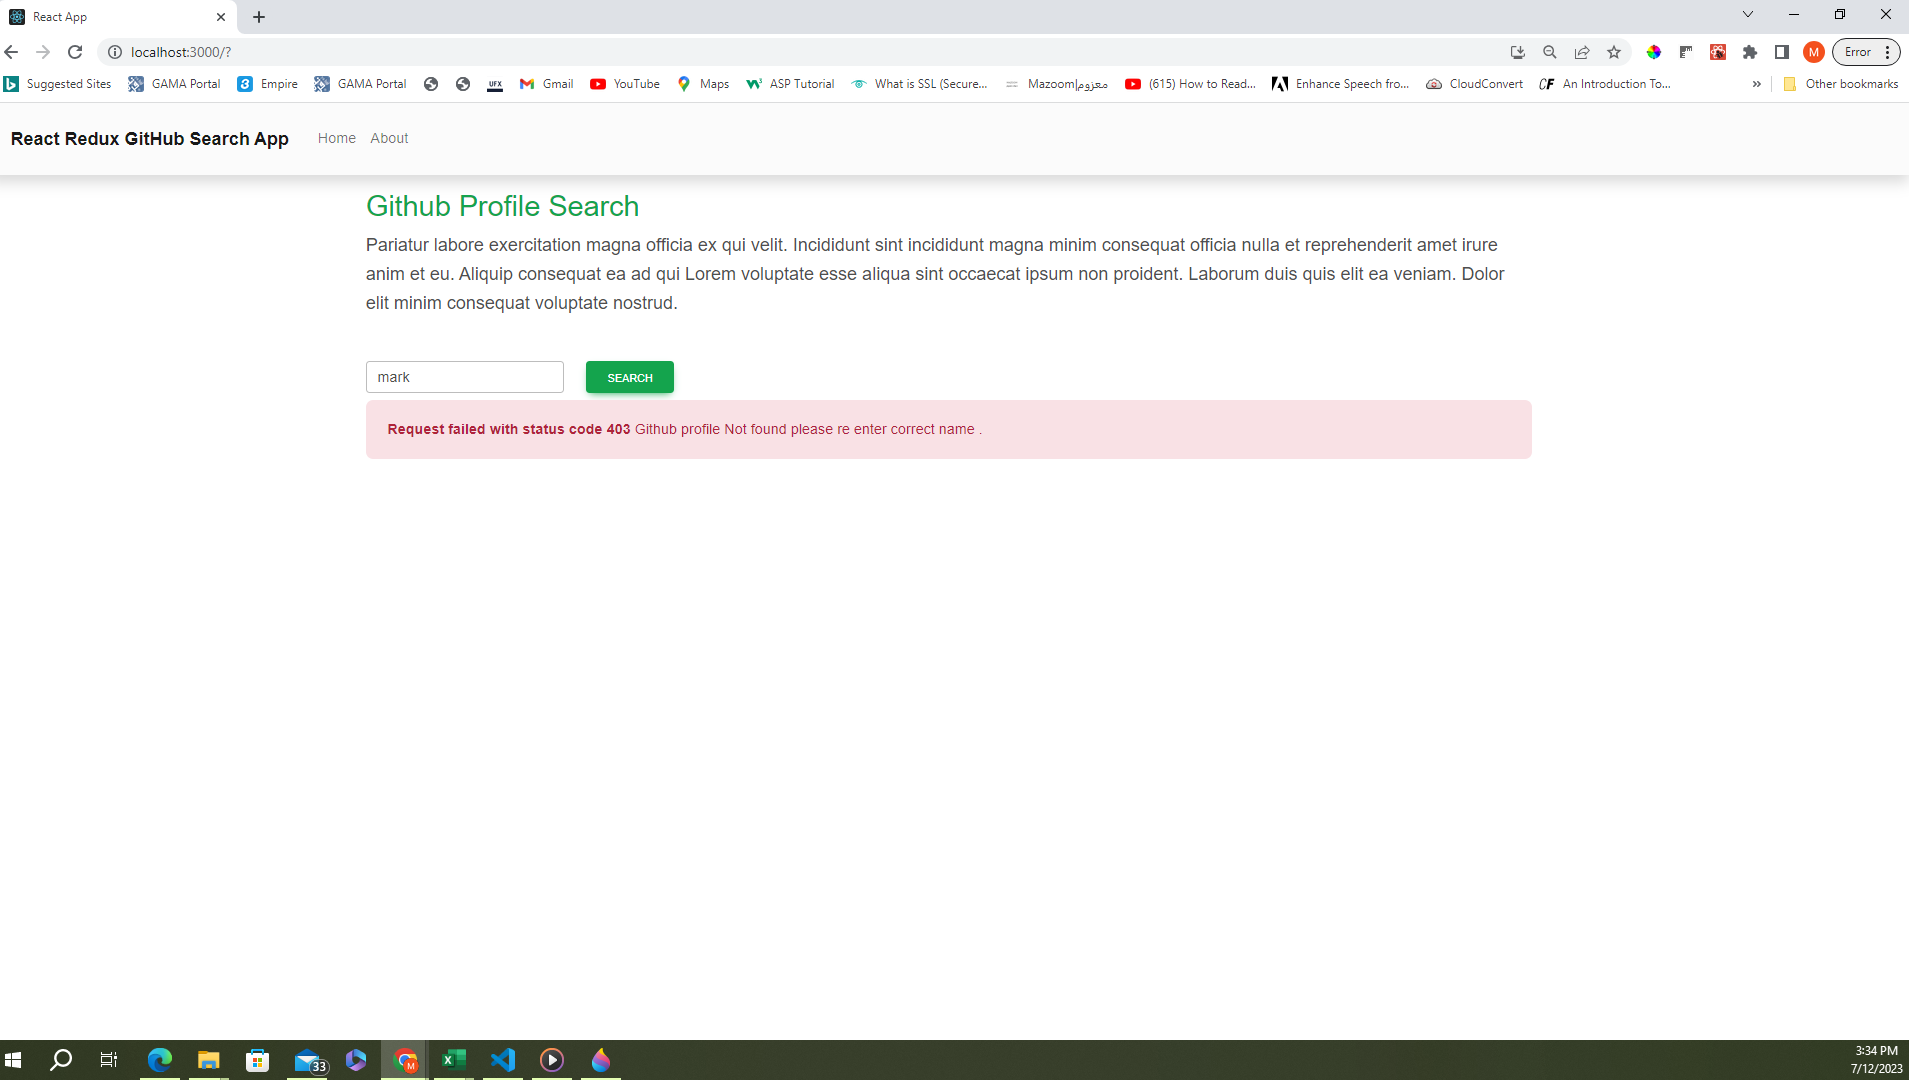 React App
localhost:3000/?
M
Error
Suggested Sites
GAMA Portal
Empire
GAMA Portal
UFX
Gmail
YouTube
Maps
ASP Tutorial
What is SSL (Secure...
Mazoom|معزوم
(615) How to Read...
Enhance Speech fro...
CloudConvert
CF
An Introduction To...
»
Other bookmarks
React Redux GitHub Search App
Home
About
Github Profile Search
Pariatur labore exercitation magna officia ex qui velit. Incididunt sint incididunt magna minim consequat officia nulla et reprehenderit amet irure
anim et eu. Aliquip consequat ea ad qui Lorem voluptate esse aliqua sint occaecat ipsum non proident. Laborum duis quis elit ea veniam. Dolor
elit minim consequat voluptate nostrud.
mark
SEARCH
Request failed with status code 403 Github profile Not found please re enter correct name .
33
M
3:34 PM
7/12/2023